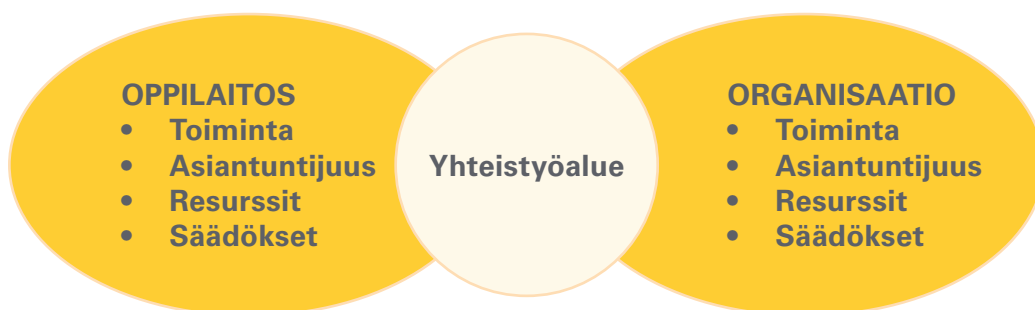 OPPILAITOS
• Toiminta
• Asiantuntijuus
• Resurssit
• Säädökset
Yhteistyöalue
ORGANISAATIO
• Toiminta
• Asiantuntijuus
• Resurssit
• Säädökset